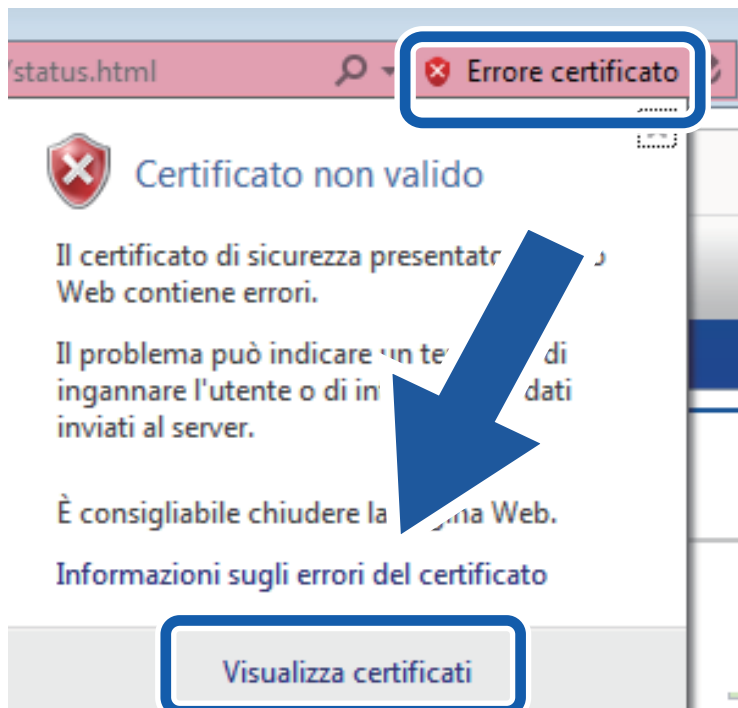 /status.html
Errore certificato
Certificato non valido
Il certificato di sicurezza
Web contiene errori.
Il problema può indicare un di
ingannare l'utente o di dati
inviati al server.
È consigliabile chiudere la Web.
Informazioni sugli errori del certificato
Visualizza certificati